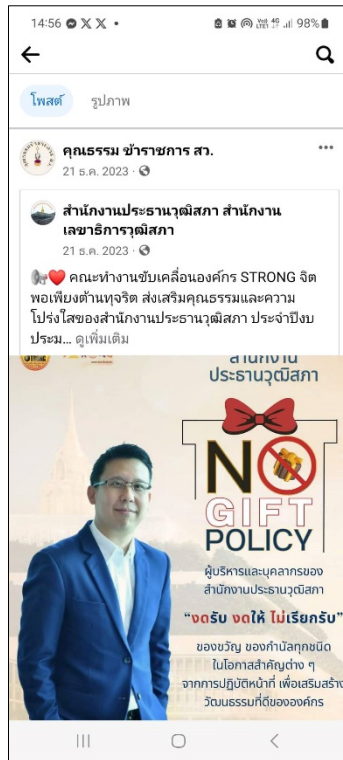 14:56
98%
โพสต์ รูปภาพ
คุณธรรม ข้าราชการ สว.
21 ธ.ค. 2023
สำนักงานประธานวุฒิสภา สำนักงาน
เลขาธิการวุฒิสภา
21 ธ.ค. 2023
คณะทำงานขับเคลื่อนองค์กร STRONG จิต
พอเพียงต้านทุจริต ส่งเสริมคุณธรรมและความ
โปร่งใสของสำนักงานประธานวุฒิสภา ประจำปีงบ
ประม... ดูเพิ่มเติม
สำนักงาน
ประธานวุฒิสภา
NO
GIFT
POLICY
ผู้บริหารและบุคลากรของ
สำนักงานประธานวุฒิสภา
“งดรับ งดให้ ไม่เรียกรับ”
ของขวัญ ของกำนัลทุกชนิด
ในโอกาสสำคัญต่าง ๆ
จากการปฏิบัติหน้าที่ เพื่อเสริมสร้าง
วัฒนธรรมที่ดีขององค์กร